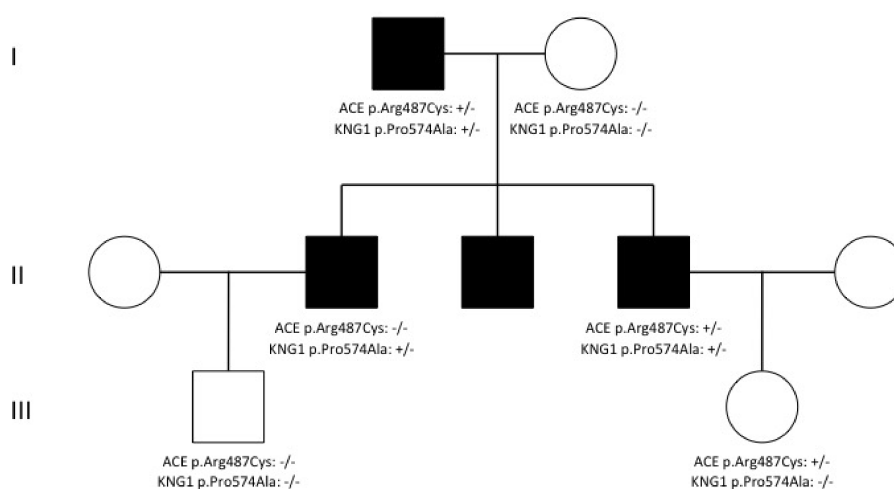 I
ACE p.Arg487Cys: +/-
KNG1 p.Pro574Ala: +/-
ACE p.Arg487Cys: -/-
KNG1 p.Pro574Ala: -/-
II
ACE p.Arg487Cys: -/-
KNG1 p.Pro574Ala: +/-
ACE p.Arg487Cys: +/-
KNG1 p.Pro574Ala: +/-
III
ACE p.Arg487Cys: -/-
KNG1 p.Pro574Ala: -/-
ACE p.Arg487Cys: +/-
KNG1 p.Pro574Ala: -/-